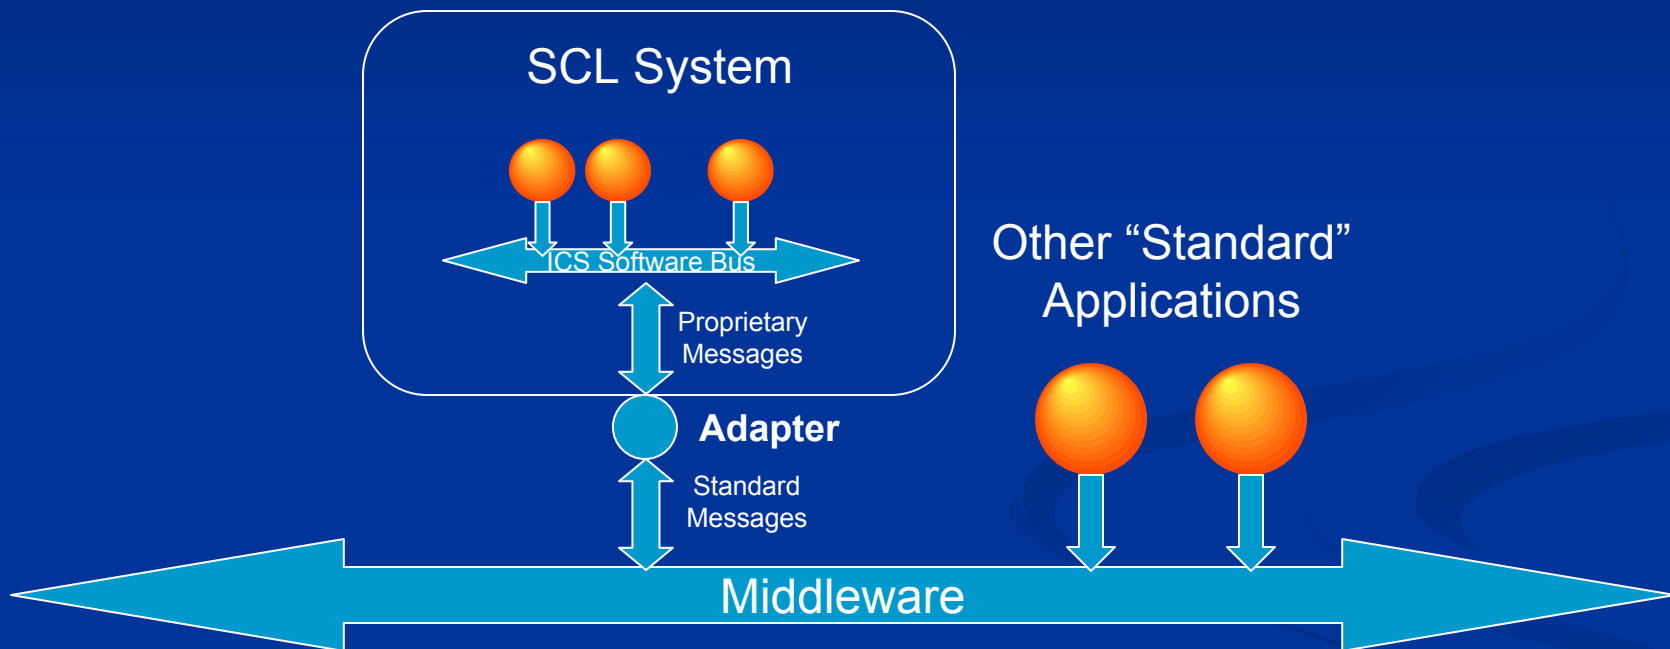 SCL System
ICS Software Bus
Proprietary
Messages
Other “Standard”
Applications
Adapter
Standard
Messages
Middleware